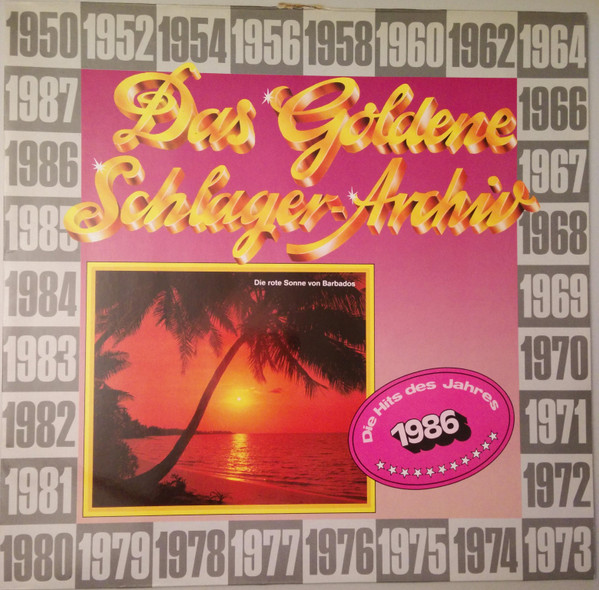 1950 1952 1954 1956 1958 1960 1962 1964
1987
1966
1986
1967
1985
1968
1984
1969
1983
1970
1982
1971
1981
1972
1980 1979 1978 1977 1976 1975 1974 1973
Das Goldene
Schlager-Archiv
Die rote Sonne von Barbados
Die Hits des Jahres
1986